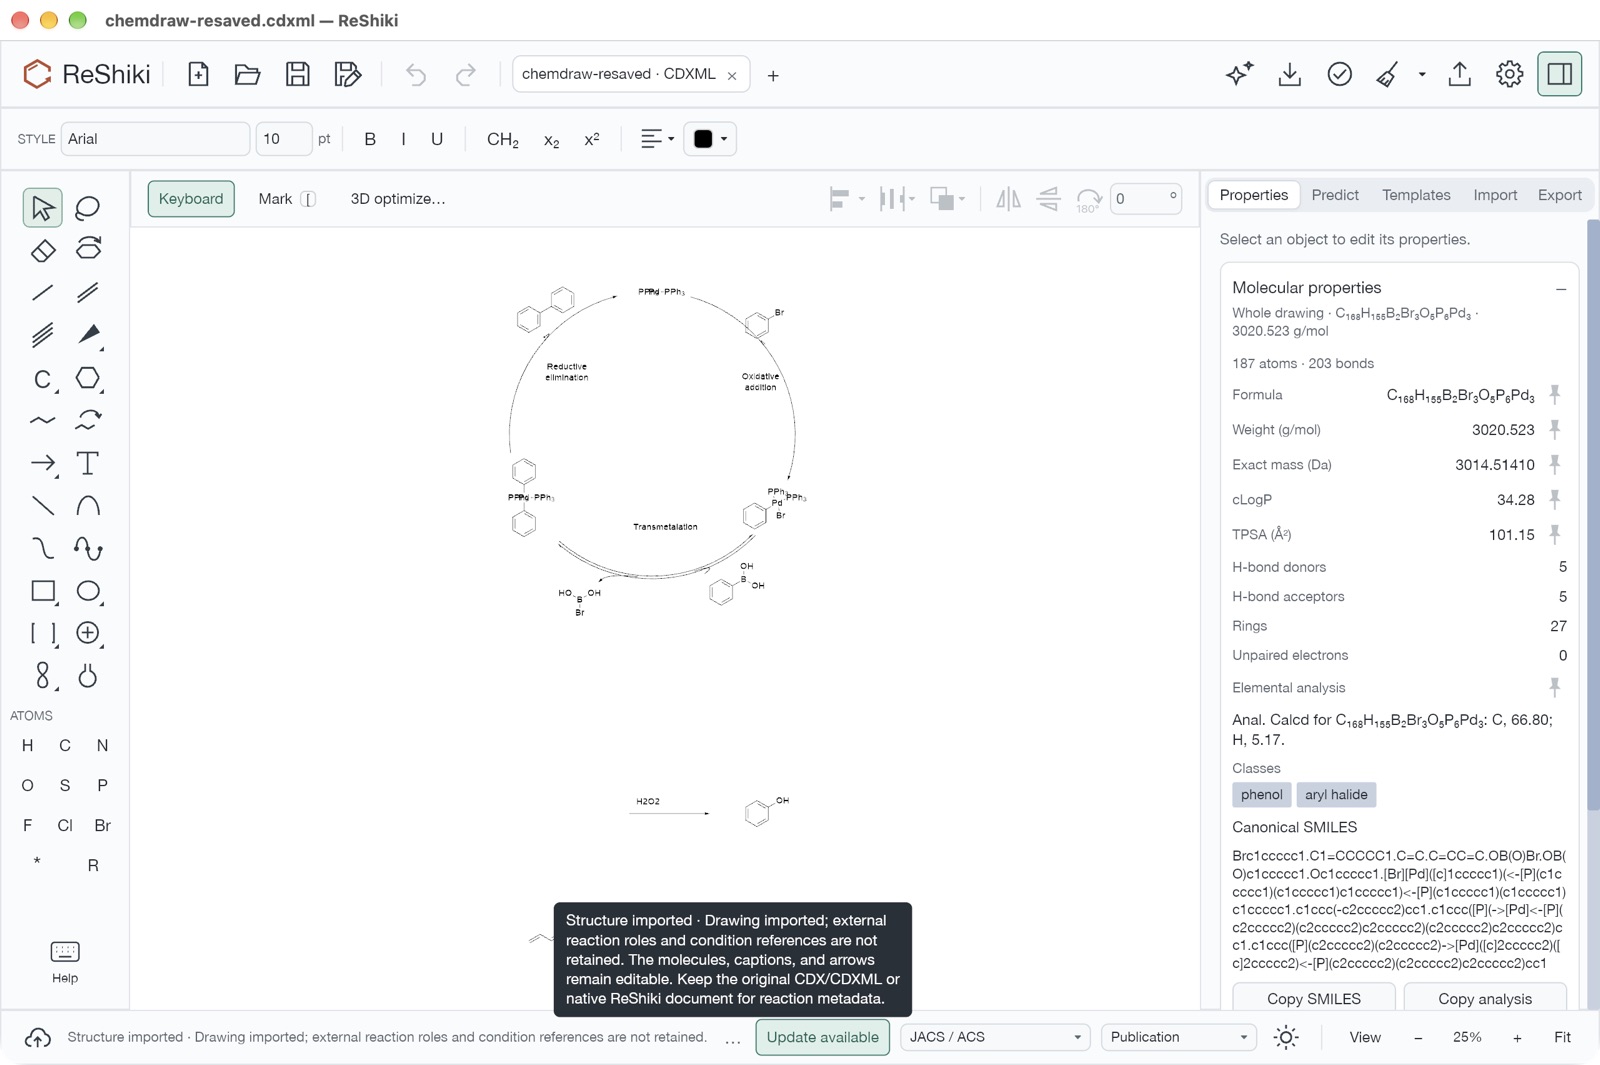 chemdraw-resaved.cdxml — ReShiki
ReShiki
chemdraw-resaved · CDXML ×
+
STYLE Arial 10 pt B I U CH₂ x₂ x²
Keyboard Mark [ 3D optimize... 180° 0 °
Properties Predict Templates Import Export
Select an object to edit its properties.
Molecular properties –
Whole drawing · C₁₆₈H₁₅₅B₂Br₃O₅P₆Pd₃ ·
3020.523 g/mol
187 atoms · 203 bonds
Formula C₁₆₈H₁₅₅B₂Br₃O₅P₆Pd₃
Weight (g/mol) 3020.523
Exact mass (Da) 3014.51410
cLogP 34.28
TPSA (Å²) 101.15
H-bond donors 5
H-bond acceptors 5
Rings 27
Unpaired electrons 0
Elemental analysis
Anal. Calcd for C₁₆₈H₁₅₅B₂Br₃O₅P₆Pd₃: C, 66.80;
H, 5.17.
Classes
phenol aryl halide
Canonical SMILES
Brc1ccccc1.C1=CCCCC1.C=C.C=CC=C.OB(O)Br.OB(
O)c1ccccc1.Oc1ccccc1.[Br][Pd]([c]1ccccc1)(<-[P](c1c
cccc1)(c1ccccc1)c1ccccc1)<-[P](c1ccccc1)(c1ccccc1)
c1ccccc1.c1ccc(-c2ccccc2)cc1.c1ccc([P](->[Pd]<-[P](
c2ccccc2)(c2ccccc2)c2ccccc2)(c2ccccc2)c2ccccc2)c
c1.c1ccc([P](c2ccccc2)(c2ccccc2)->[Pd]([c]2ccccc2)([
c]2ccccc2)<-[P](c2ccccc2)(c2ccccc2)c2ccccc2)cc1
Copy SMILES Copy analysis
C
T
[ ]
ATOMS
H C N
O S P
F Cl Br
* R
Help
PPh₃
Br
Reductive
elimination
Oxidative
addition
PPh₃
PPh₃ PPh₃
Pd
Br
Transmetalation
HO B OH
Br
OH
B
OH
H2O2
OH
Structure imported · Drawing imported; external
reaction roles and condition references are not
retained. The molecules, captions, and arrows
remain editable. Keep the original CDX/CDXML or
native ReShiki document for reaction metadata.
Structure imported · Drawing imported; external reaction roles and condition references are not retained. ...
Update available JACS / ACS Publication View – 25% + Fit